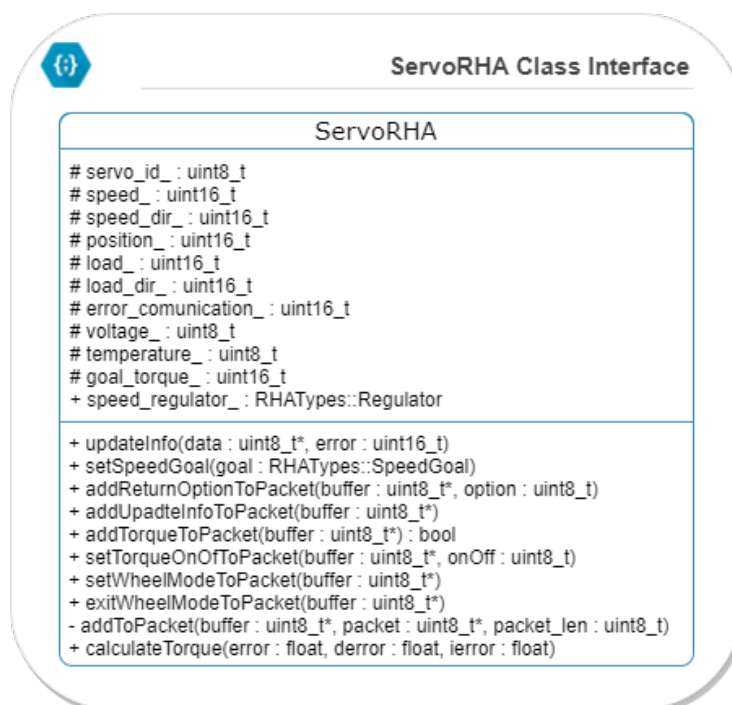 {;}
ServoRHA Class Interface
ServoRHA
# servo_id_ : uint8_t
# speed_ : uint16_t
# speed_dir_ : uint16_t
# position_ : uint16_t
# load_ : uint16_t
# load_dir_ : uint16_t
# error_comunication_ : uint16_t
# voltage_ : uint8_t
# temperature_ : uint8_t
# goal_torque_ : uint16_t
+ speed_regulator_ : RHATypes::Regulator
+ updateInfo(data : uint8_t*, error : uint16_t)
+ setSpeedGoal(goal : RHATypes::SpeedGoal)
+ addReturnOptionToPacket(buffer : uint8_t*, option : uint8_t)
+ addUpadteInfoToPacket(buffer : uint8_t*)
+ addTorqueToPacket(buffer : uint8_t*) : bool
+ setTorqueOnOfToPacket(buffer : uint8_t*, onOff : uint8_t)
+ setWheelModeToPacket(buffer : uint8_t*)
+ exitWheelModeToPacket(buffer : uint8_t*)
- addToPacket(buffer : uint8_t*, packet : uint8_t*, packet_len : uint8_t)
+ calculateTorque(error : float, derror : float, ierror : float)